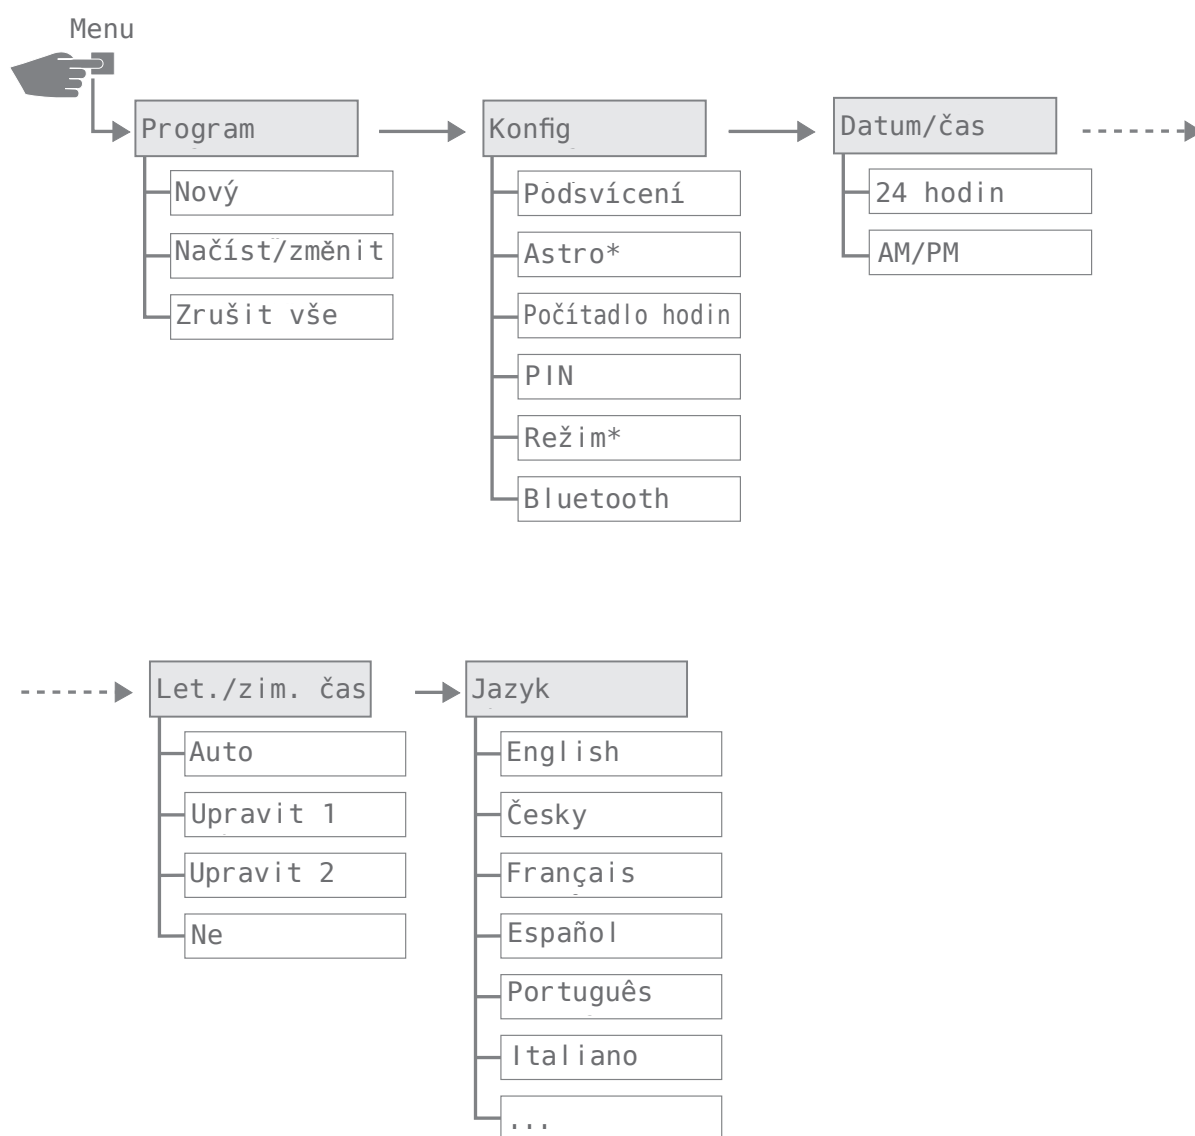 Menu
Program
Nový
Načíst/změnit
Zrušit vše
Konfig
Podsvícení
Astro*
Počítadlo hodin
PIN
Režim*
Bluetooth
Datum/čas
24 hodin
AM/PM
Let./zim. čas
Auto
Upravit 1
Upravit 2
Ne
Jazyk
English
Česky
Français
Español
Português
Italiano
...